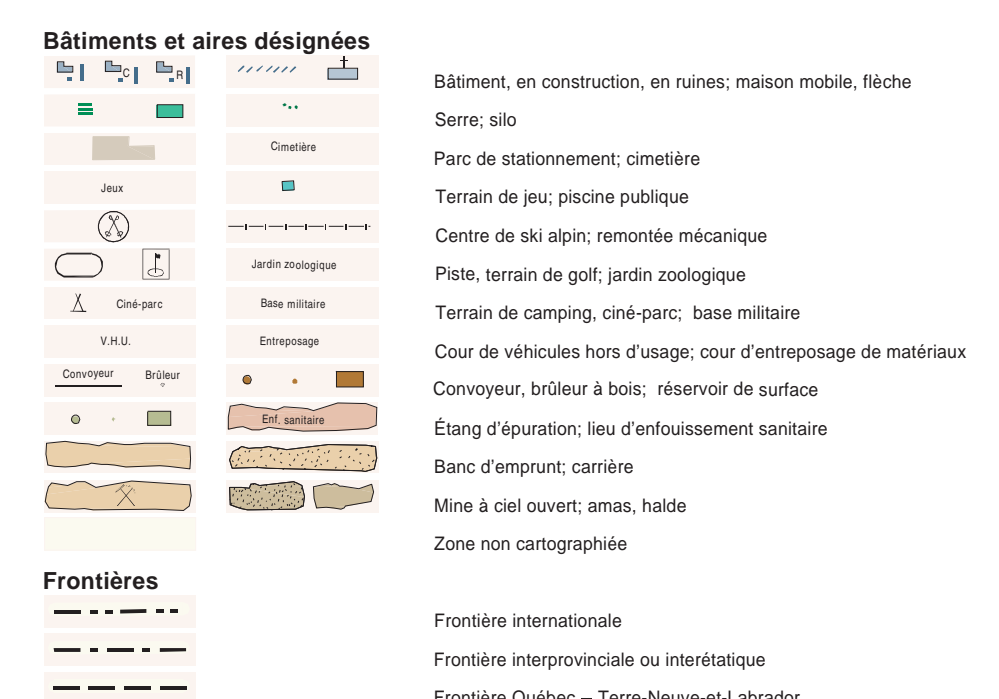 Bâtiments et aires désignées
C R Bâtiment, en construction, en ruines; maison mobile, flèche
Serre; silo
Cimetière Parc de stationnement; cimetière
Jeux Terrain de jeu; piscine publique
Centre de ski alpin; remontée mécanique
Jardin zoologique Piste, terrain de golf; jardin zoologique
Ciné-parc Base militaire Terrain de camping, ciné-parc; base militaire
V.H.U. Entreposage Cour de véhicules hors d'usage; cour d'entreposage de matériaux
Convoyeur Brûleur Convoyeur, brûleur à bois; réservoir de surface
Enf. sanitaire Étang d'épuration; lieu d'enfouissement sanitaire
Banc d'emprunt; carrière
Mine à ciel ouvert; amas, halde
Zone non cartographiée
Frontières
Frontière internationale
Frontière interprovinciale ou interétatique
Frontière Québec – Terre-Neuve-et-Labrador